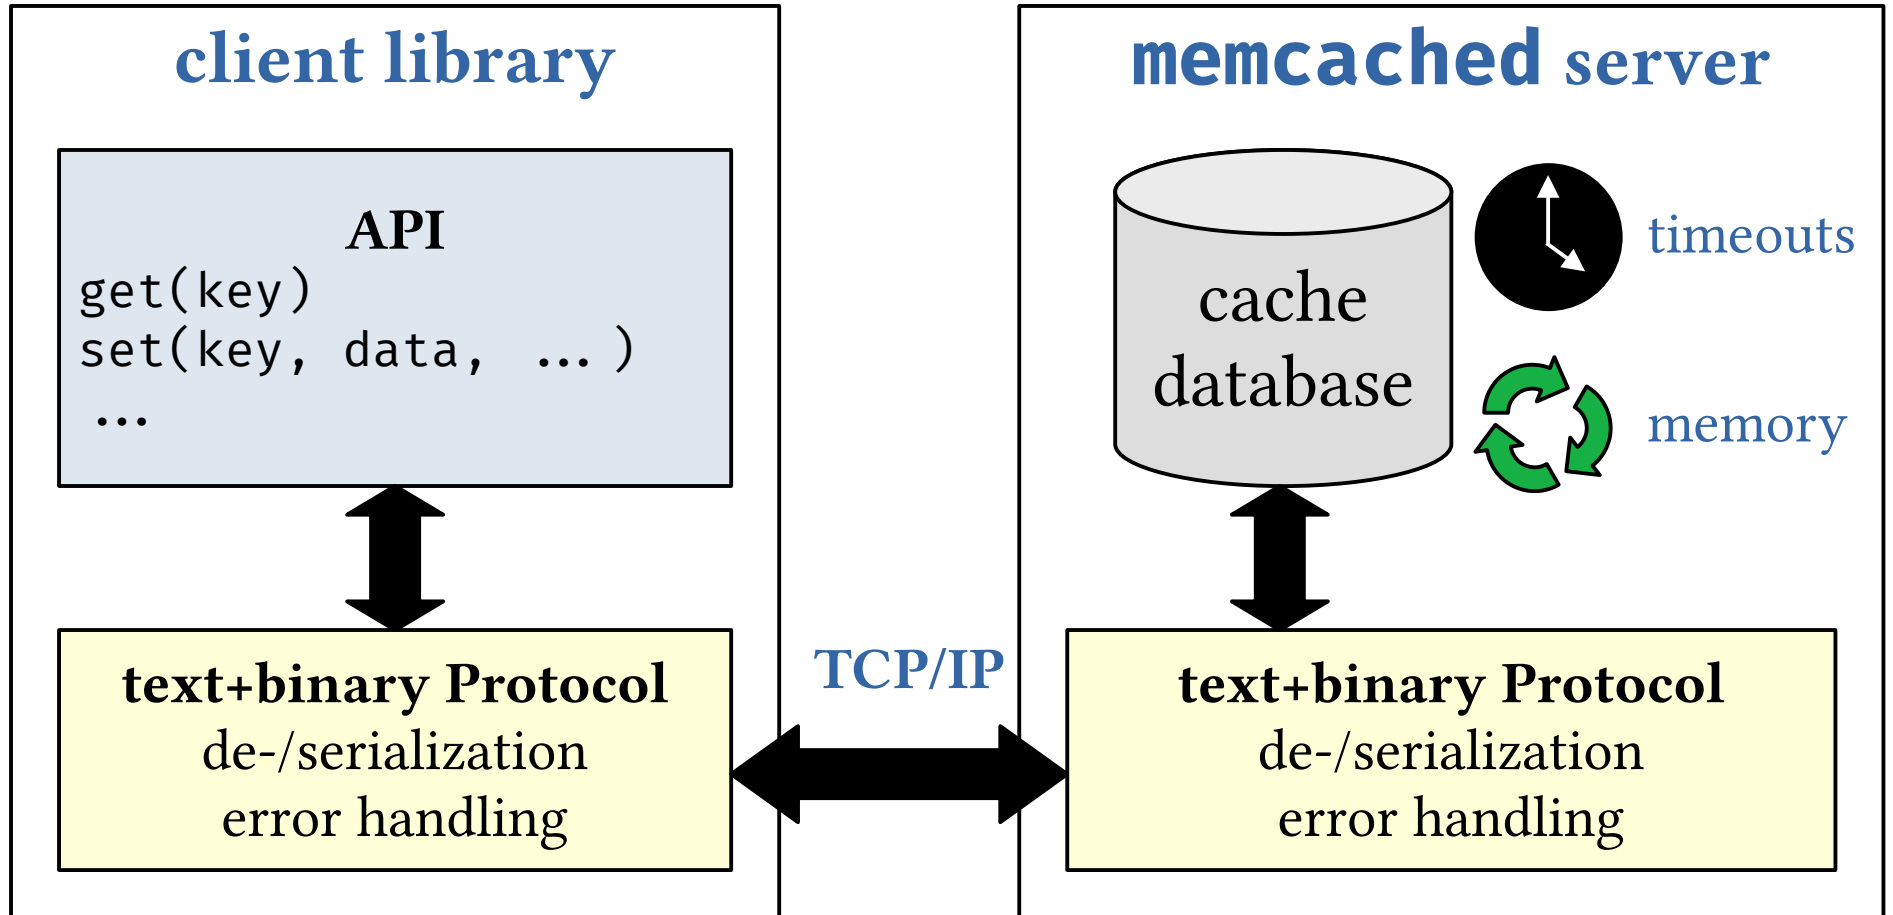 client library
API
get(key)
set(key, data, ... )
...
text+binary Protocol
de-/serialization
error handling
TCP/IP
memcached server
cache
database
timeouts
memory
text+binary Protocol
de-/serialization
error handling